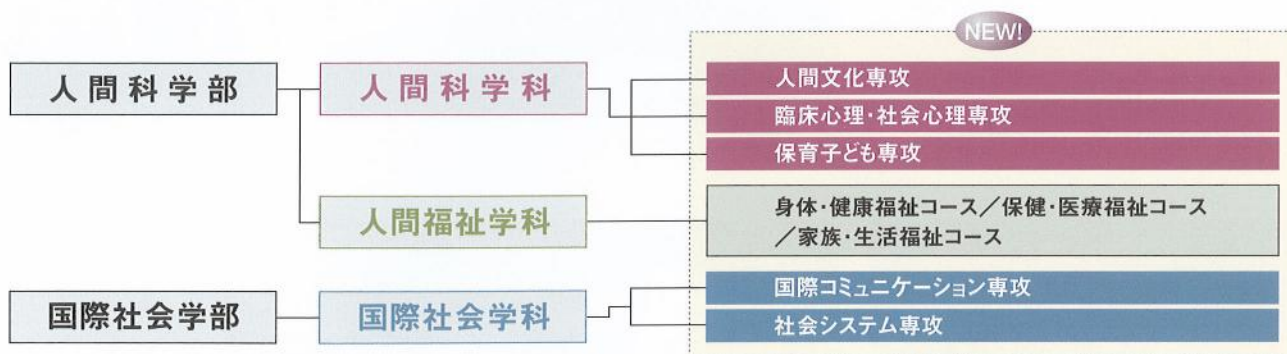 NEW!
人間科学部
人間科学科
人間文化専攻
臨床心理・社会心理専攻
保育子ども専攻
人間福祉学科
身体・健康福祉コース／保健・医療福祉コース
／家族・生活福祉コース
国際社会学部
国際社会学科
国際コミュニケーション専攻
社会システム専攻